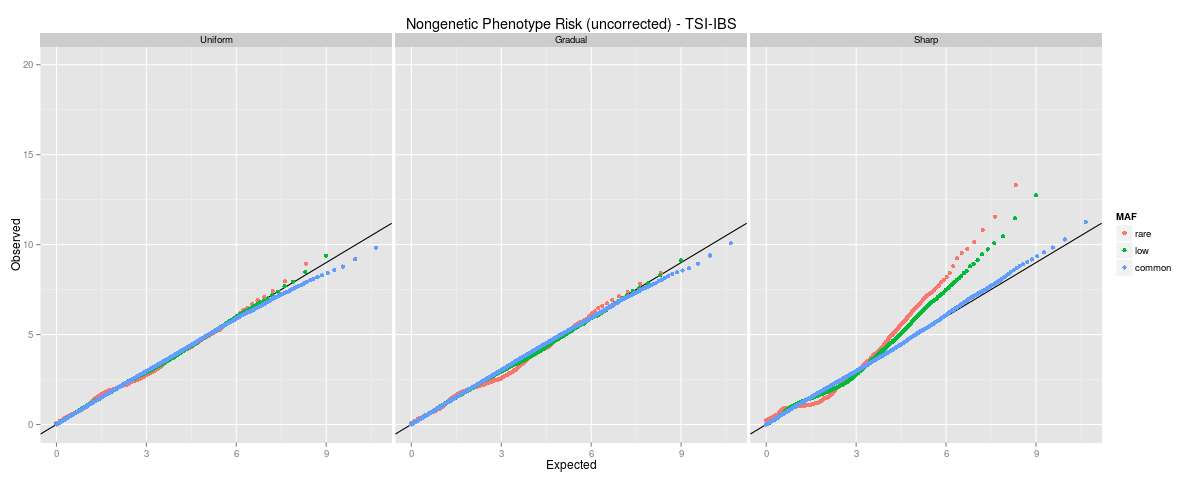 Nongenetic Phenotype Risk (uncorrected) - TSI-IBS
Uniform
Gradual
Sharp
20
15
10
5
0
Observed
0
3
6
9
0
3
6
9
0
3
6
9
Expected
MAF
rare
low
common